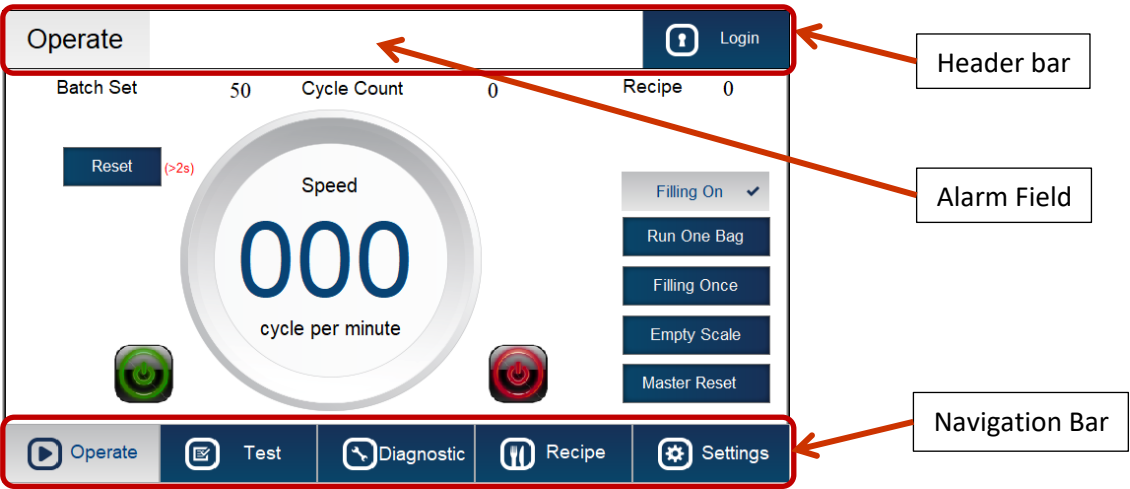 Operate
Login
Header bar
Batch Set 50 Cycle Count 0 Recipe 0
Reset (>2s)
Speed
000
cycle per minute
Filling On
Alarm Field
Run One Bag
Filling Once
Empty Scale
Master Reset
Navigation Bar
Operate Test Diagnostic Recipe Settings